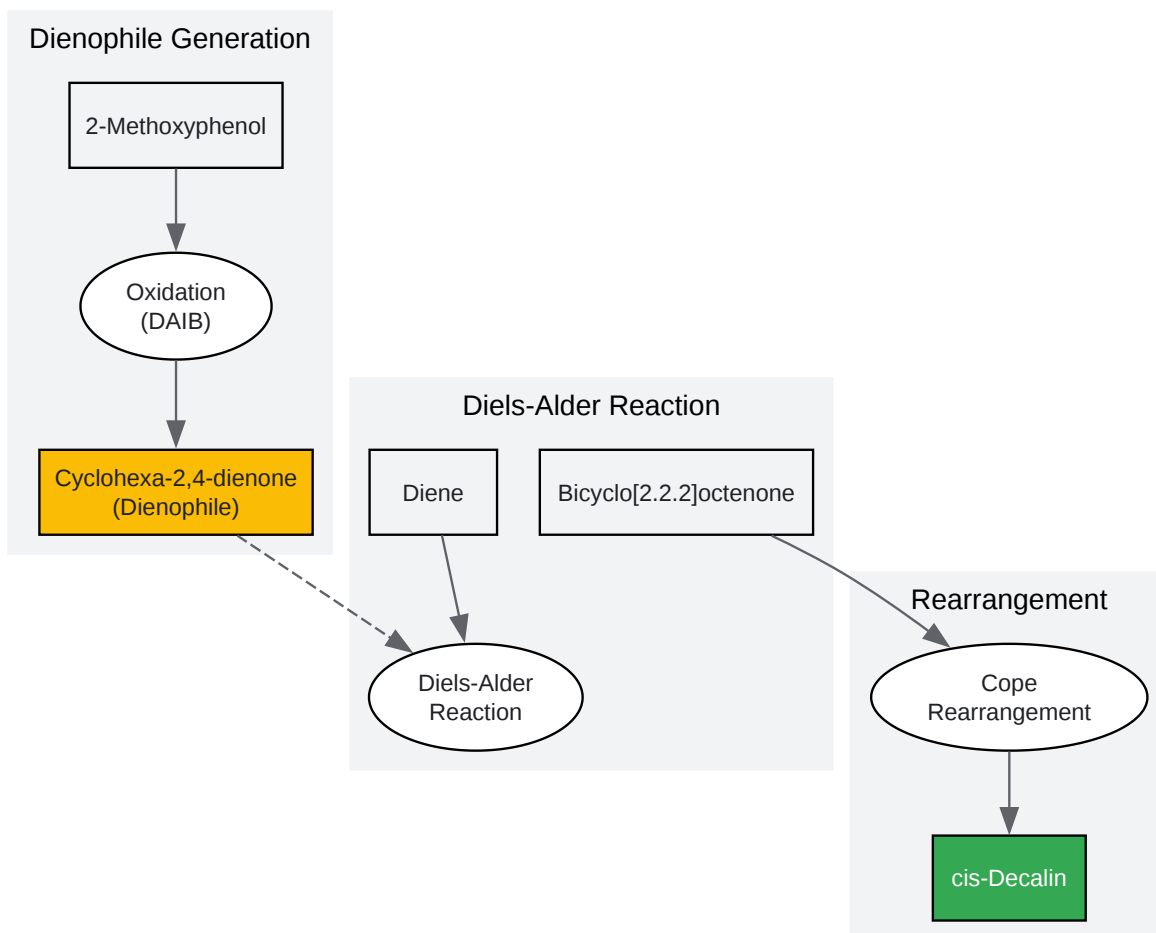 Dienophile Generation
2-Methoxyphenol
Oxidation
(DAIB)
Cyclohexa-2,4-dienone
(Dienophile)
Diels-Alder Reaction
Diene
Bicyclo[2.2.2]octenone
Diels-Alder
Reaction
Rearrangement
Cope
Rearrangement
cis-Decalin